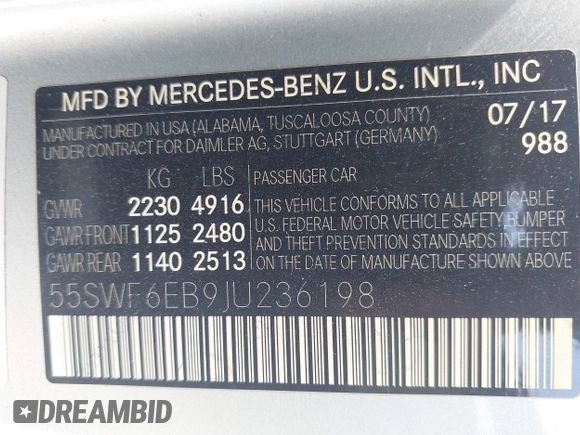 MFD BY MERCEDES-BENZ U.S. INTL., INC
MANUFACTURED IN USA (ALABAMA, TUSCALOOSA COUNTY) 07/17
UNDER CONTRACT FOR DAIMLER AG, STUTTGART (GERMANY) 988
KG LBS PASSENGER CAR
GVWR 2230 4916 THIS VEHICLE CONFORMS TO ALL APPLICABLE
GAWR FRONT 1125 2480 U.S. FEDERAL MOTOR VEHICLE SAFETY, BUMPER
GAWR REAR 1140 2513 AND THEFT PREVENTION STANDARDS IN EFFECT
ON THE DATE OF MANUFACTURE SHOWN ABOVE.
55SWF6EB9JU236198
DREAMBID